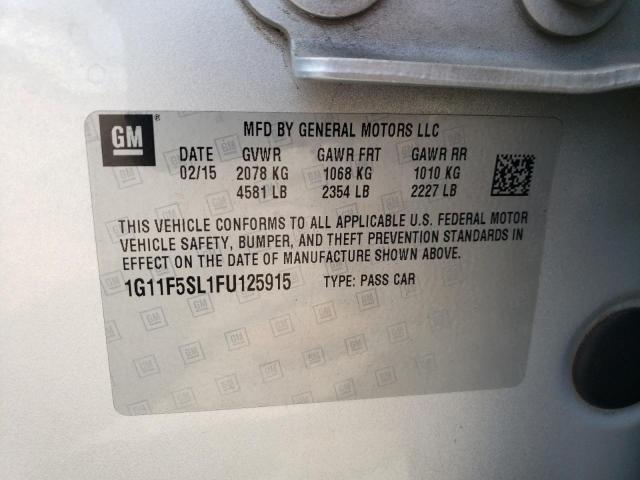 GM ®
MFD BY GENERAL MOTORS LLC
DATE GVWR GAWR FRT GAWR RR
02/15 2078 KG 1068 KG 1010 KG
4581 LB 2354 LB 2227 LB
THIS VEHICLE CONFORMS TO ALL APPLICABLE U.S. FEDERAL MOTOR
VEHICLE SAFETY, BUMPER, AND THEFT PREVENTION STANDARDS IN
EFFECT ON THE DATE OF MANUFACTURE SHOWN ABOVE.
1G11F5SL1FU125915 TYPE: PASS CAR